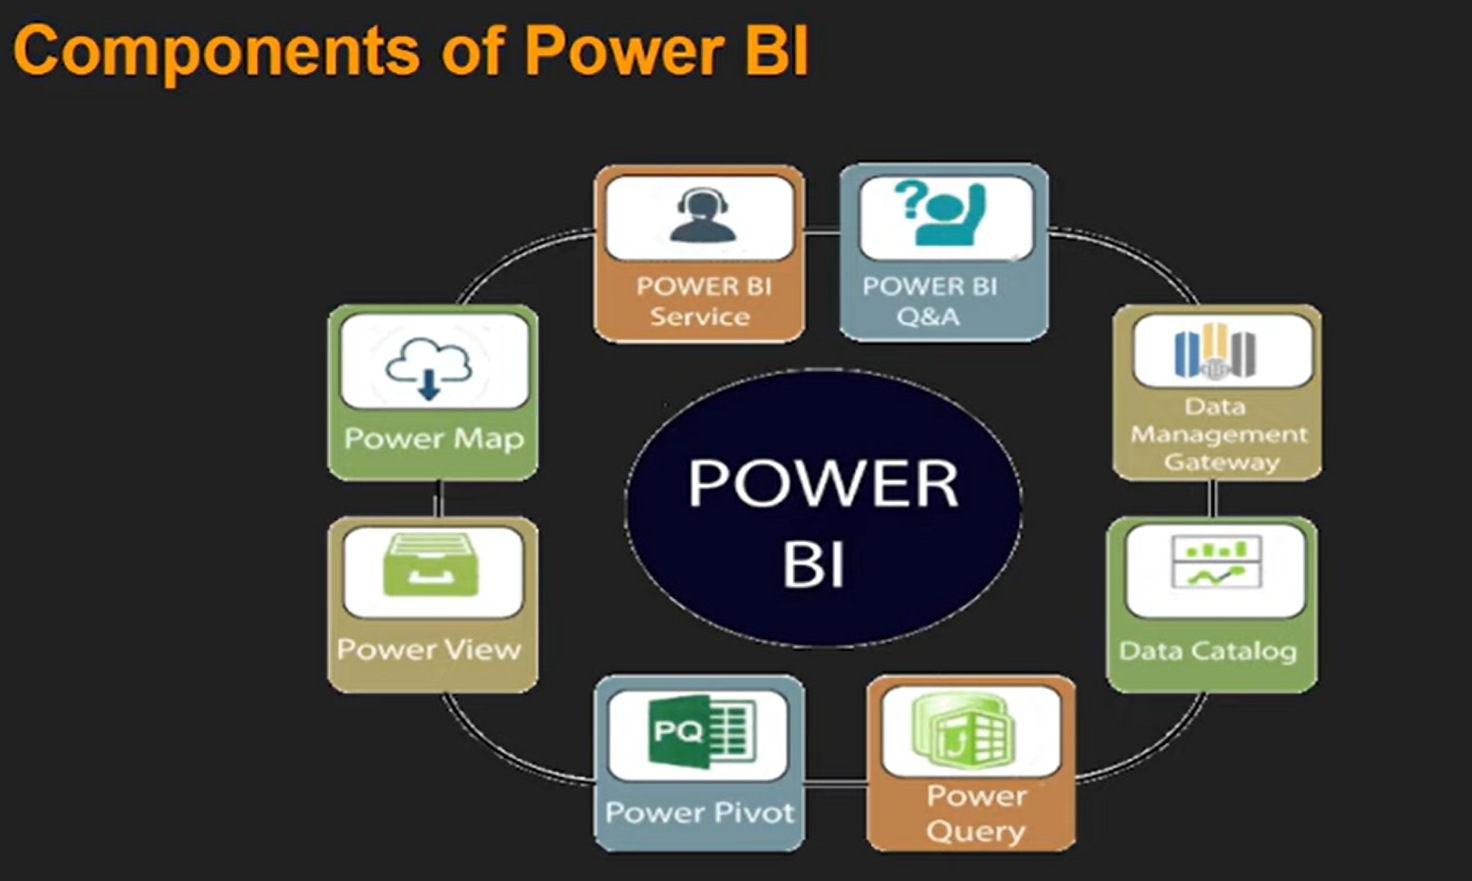 Components of Power BI
POWER BI
Service
POWER BI
Q&A
Power Map
Data
Management
Gateway
POWER
BI
Power View
Data Catalog
PQ
Power Pivot
Power
Query